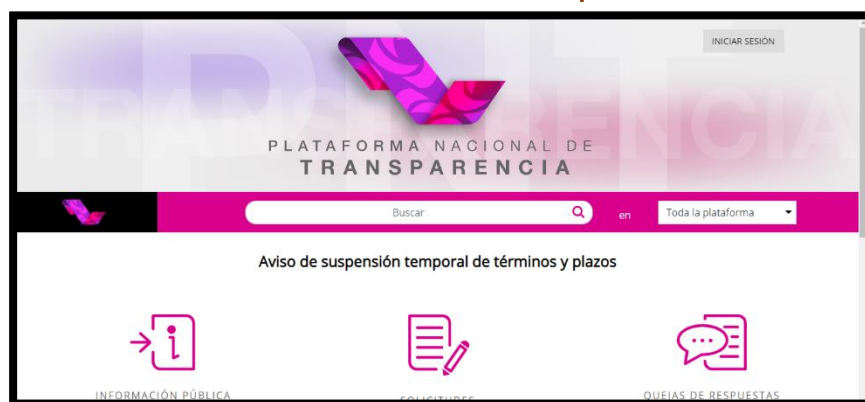 INICIAR SESIÓN
PLATAFORMA NACIONAL DE
TRANSPARENCIA
Buscar
en
Toda la plataforma
Aviso de suspensión temporal de términos y plazos
INFORMACIÓN PÚBLICA
SOLICITUDES
QUEJAS DE RESPUESTAS